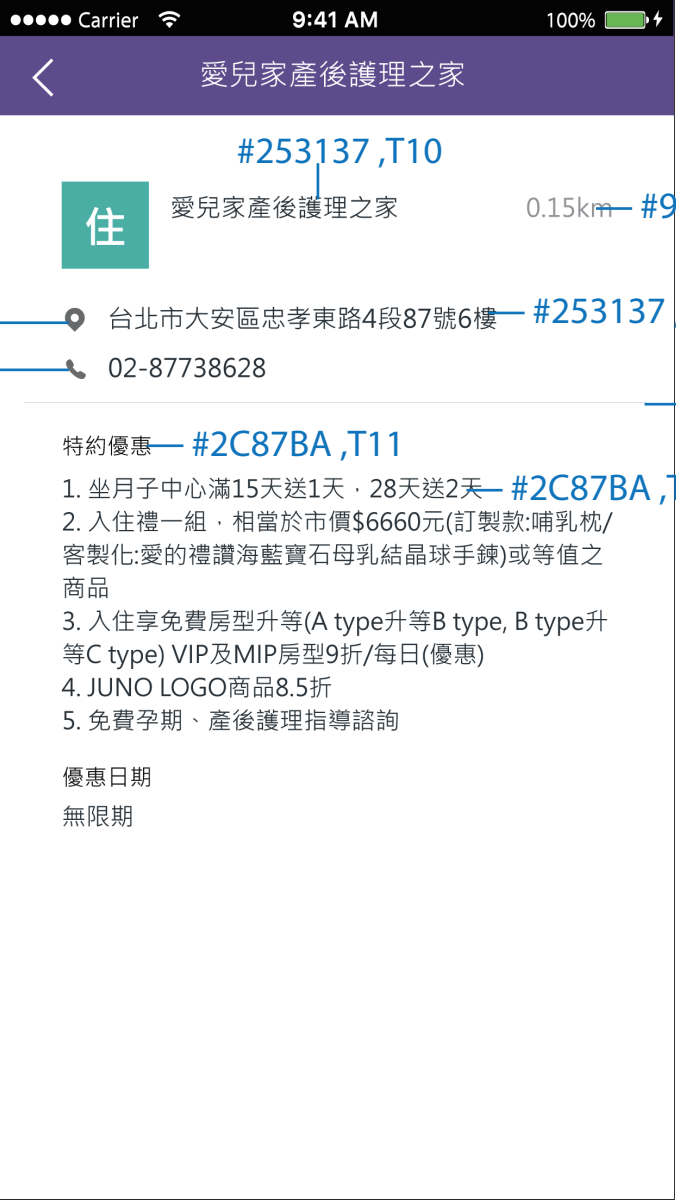 Carrier 9:41 AM 100%
愛兒家產後護理之家
#253137 ,T10
住 愛兒家產後護理之家 0.15km #9
台北市大安區忠孝東路4段87號6樓 #253137
02-87738628
特約優惠 #2C87BA ,T11
1. 坐月子中心滿15天送1天，28天送2天 #2C87BA ,T
2. 入住禮一組，相當於市價$6660元(訂製款:哺乳枕/
客製化:愛的禮讚海藍寶石母乳結晶球手鍊)或等值之
商品
3. 入住享免費房型升等(A type升等B type, B type升
等C type) VIP及MIP房型9折/每日(優惠)
4. JUNO LOGO商品8.5折
5. 免費孕期、產後護理指導諮詢
優惠日期
無限期